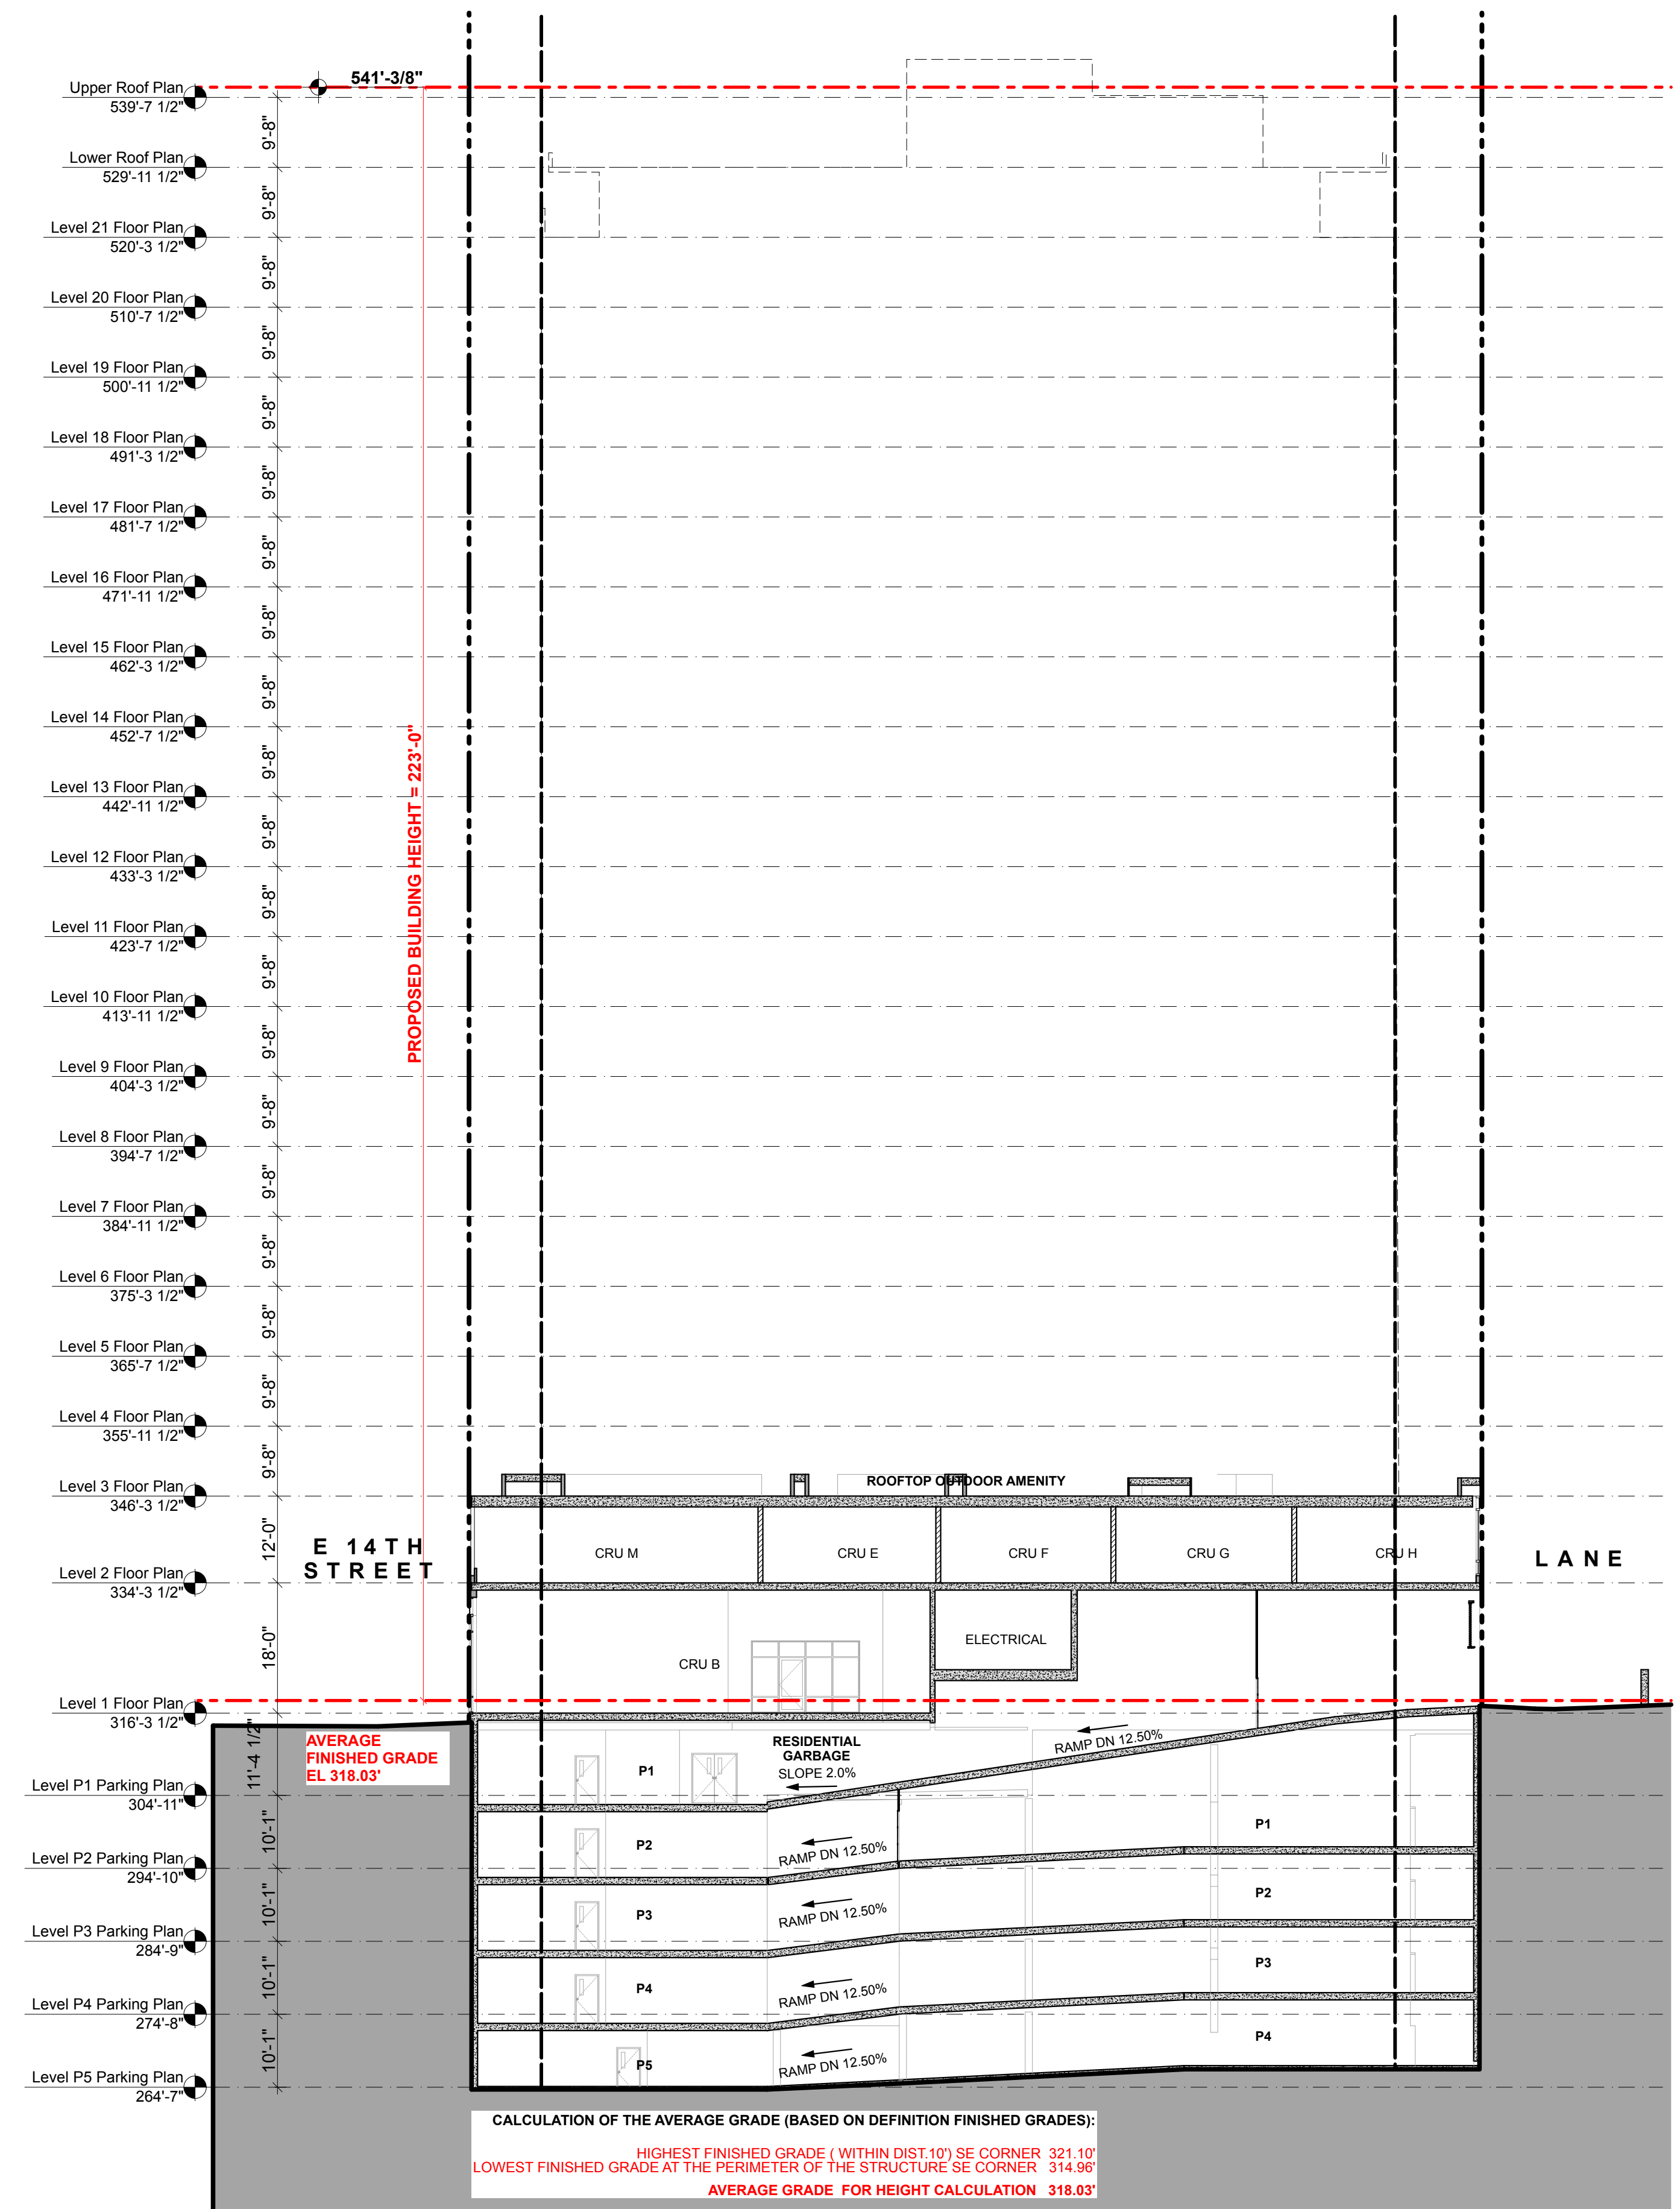 541'-3/8"
Upper Roof Plan
539'-7 1/2"
9'-8"
Lower Roof Plan
529'-11 1/2"
9'-8"
Level 21 Floor Plan
520'-3 1/2"
9'-8"
Level 20 Floor Plan
510'-7 1/2"
9'-8"
Level 19 Floor Plan
500'-11 1/2"
9'-8"
Level 18 Floor Plan
491'-3 1/2"
9'-8"
Level 17 Floor Plan
481'-7 1/2"
9'-8"
Level 16 Floor Plan
471'-11 1/2"
9'-8"
Level 15 Floor Plan
462'-3 1/2"
9'-8"
Level 14 Floor Plan
452'-7 1/2"
9'-8"
Level 13 Floor Plan
442'-11 1/2"
9'-8"
Level 12 Floor Plan
433'-3 1/2"
9'-8"
Level 11 Floor Plan
423'-7 1/2"
9'-8"
Level 10 Floor Plan
413'-11 1/2"
9'-8"
Level 9 Floor Plan
404'-3 1/2"
9'-8"
Level 8 Floor Plan
394'-7 1/2"
9'-8"
Level 7 Floor Plan
384'-11 1/2"
9'-8"
Level 6 Floor Plan
375'-3 1/2"
9'-8"
Level 5 Floor Plan
365'-7 1/2"
9'-8"
Level 4 Floor Plan
355'-11 1/2"
9'-8"
Level 3 Floor Plan
346'-3 1/2"
12'-0"
Level 2 Floor Plan
334'-3 1/2"
18'-0"
Level 1 Floor Plan
316'-3 1/2"
11'-4 1/2"
Level P1 Parking Plan
304'-11"
10'-1"
Level P2 Parking Plan
294'-10"
10'-1"
Level P3 Parking Plan
284'-9"
10'-1"
Level P4 Parking Plan
274'-8"
10'-1"
Level P5 Parking Plan
264'-7"
PROPOSED BUILDING HEIGHT = 223'-0"
ROOFTOP OUTDOOR AMENITY
E 14TH
STREET
CRU M
CRU E
CRU F
CRU G
CRU H
LANE
CRU B
ELECTRICAL
AVERAGE
FINISHED GRADE
EL 318.03'
P1
RESIDENTIAL
GARBAGE
SLOPE 2.0%
RAMP DN 12.50%
P2
RAMP DN 12.50%
P1
P3
RAMP DN 12.50%
P2
P4
RAMP DN 12.50%
P3
P5
RAMP DN 12.50%
P4
CALCULATION OF THE AVERAGE GRADE (BASED ON DEFINITION FINISHED GRADES):
HIGHEST FINISHED GRADE ( WITHIN DIST.10') SE CORNER 321.10'
LOWEST FINISHED GRADE AT THE PERIMETER OF THE STRUCTURE SE CORNER 314.96'
AVERAGE GRADE FOR HEIGHT CALCULATION 318.03'